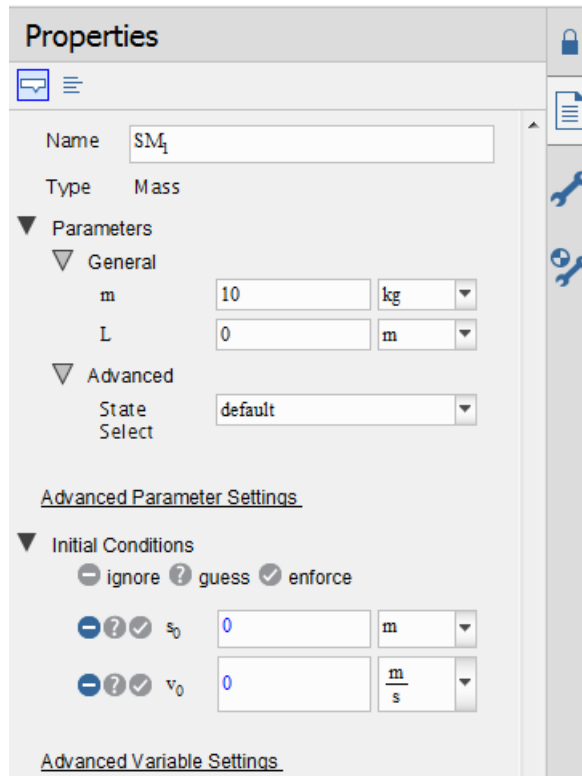 Properties
Name SM₁
Type Mass
Parameters
General
m 10 kg
L 0 m
Advanced
State Select default
Advanced Parameter Settings
Initial Conditions
ignore ? guess enforce
? s₀ 0 m
? v₀ 0 m/s
Advanced Variable Settings